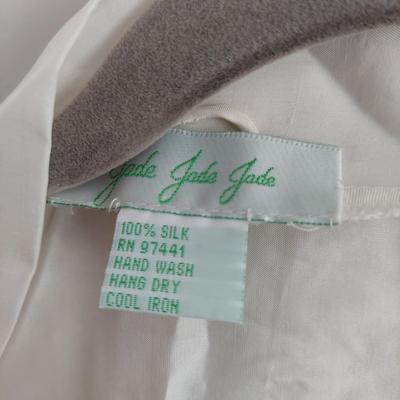 Jade Jade Jade
100% SILK
RN 97441
HAND WASH
HANG DRY
COOL IRON